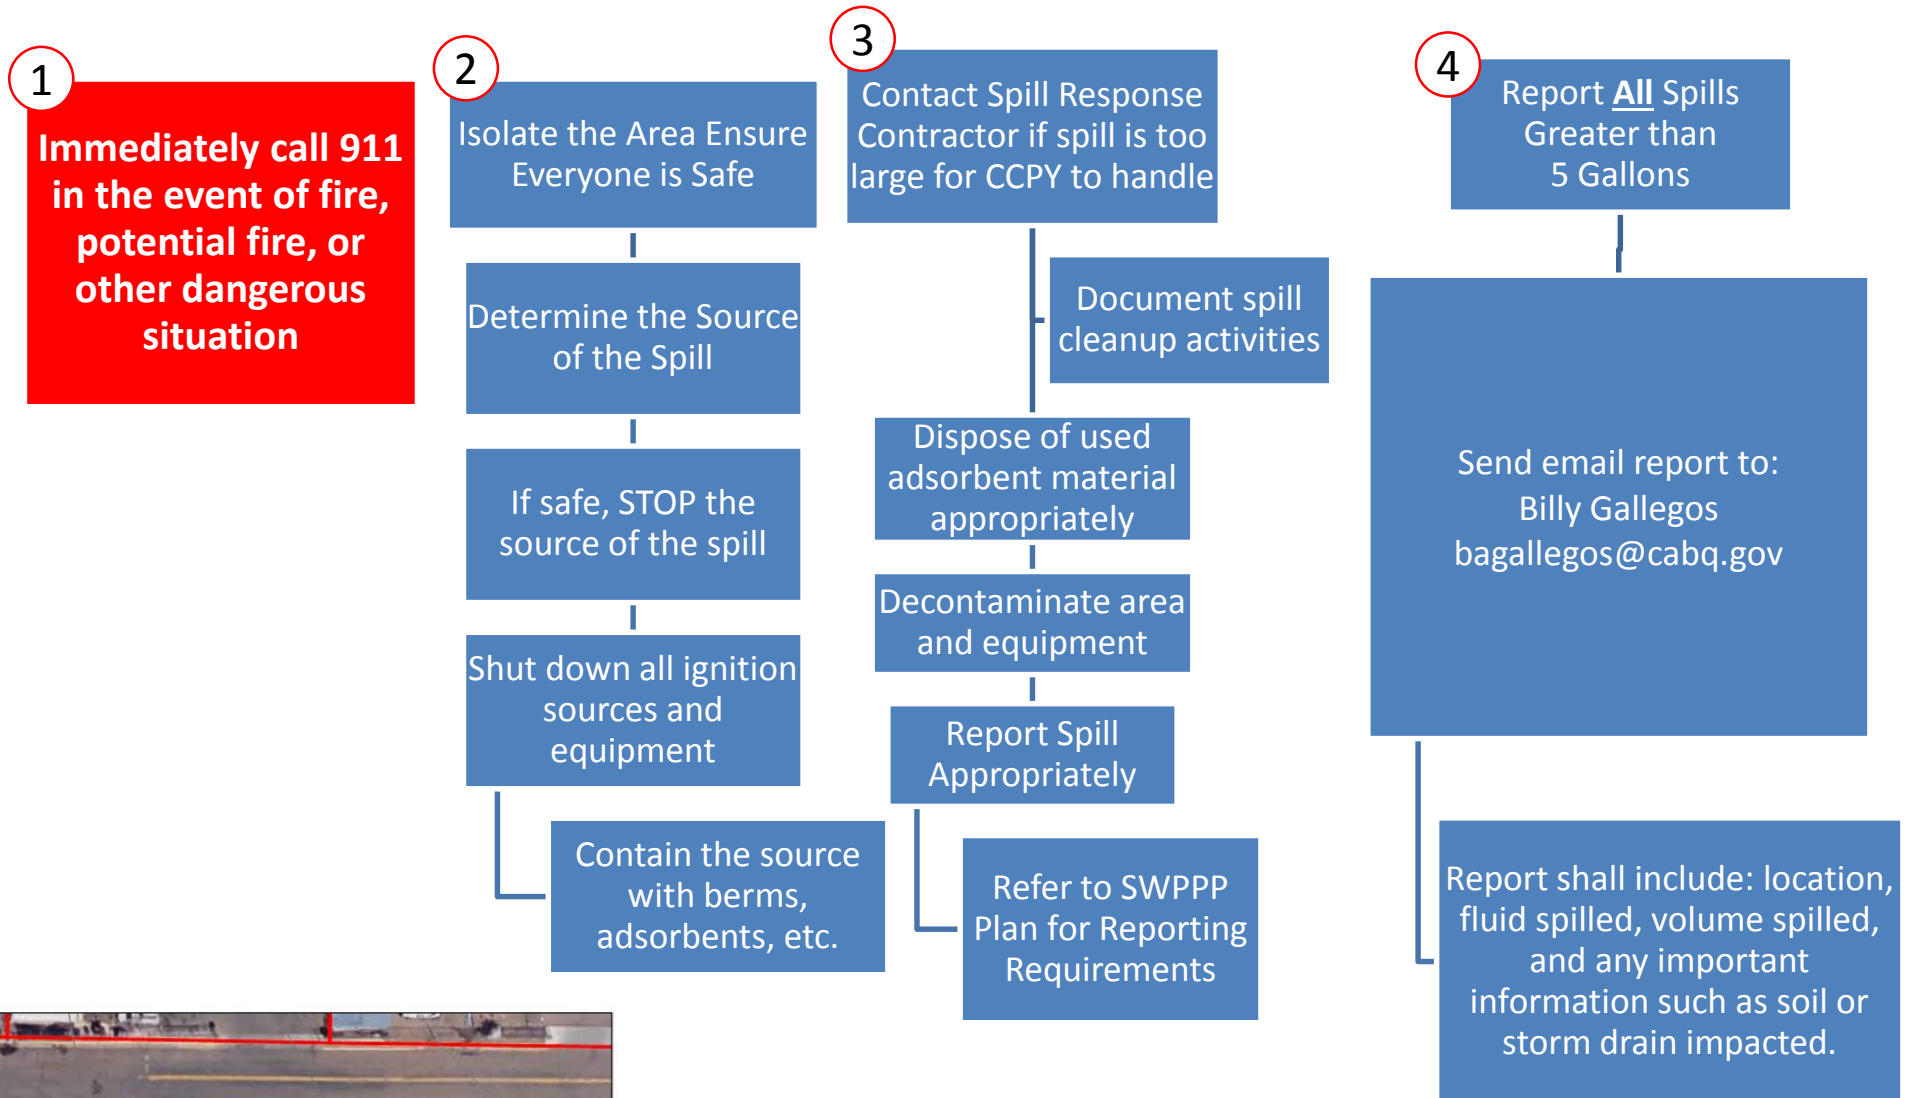 1
Immediately call 911
in the event of fire,
potential fire, or
other dangerous
situation
2
Isolate the Area Ensure
Everyone is Safe
Determine the Source
of the Spill
If safe, STOP the
source of the spill
Shut down all ignition
sources and
equipment
Contain the source
with berms,
adsorbents, etc.
3
Contact Spill Response
Contractor if spill is too
large for CCPY to handle
Document spill
cleanup activities
Dispose of used
adsorbent material
appropriately
Decontaminate area
and equipment
Report Spill
Appropriately
Refer to SWPPP
Plan for Reporting
Requirements
4
Report All Spills
Greater than
5 Gallons
Send email report to:
Billy Gallegos
bagallegos@cabq.gov
Report shall include: location,
fluid spilled, volume spilled,
and any important
information such as soil or
storm drain impacted.